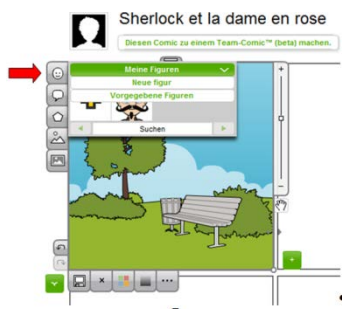 Sherlock et la dame en rose
Diesen Comic zu einem Team-Comic™ (beta) machen.
Meine Figuren
Neue figur
Vorgegebene Figuren
Suchen